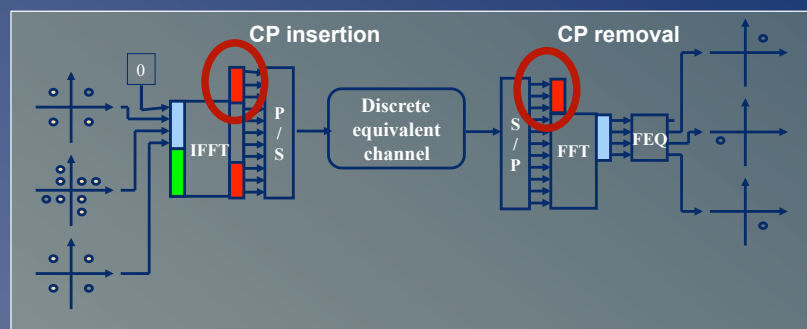 CP insertion
CP removal
0
IFFT
P
/
S
Discrete
equivalent
channel
S
/
P
FFT
FEQ